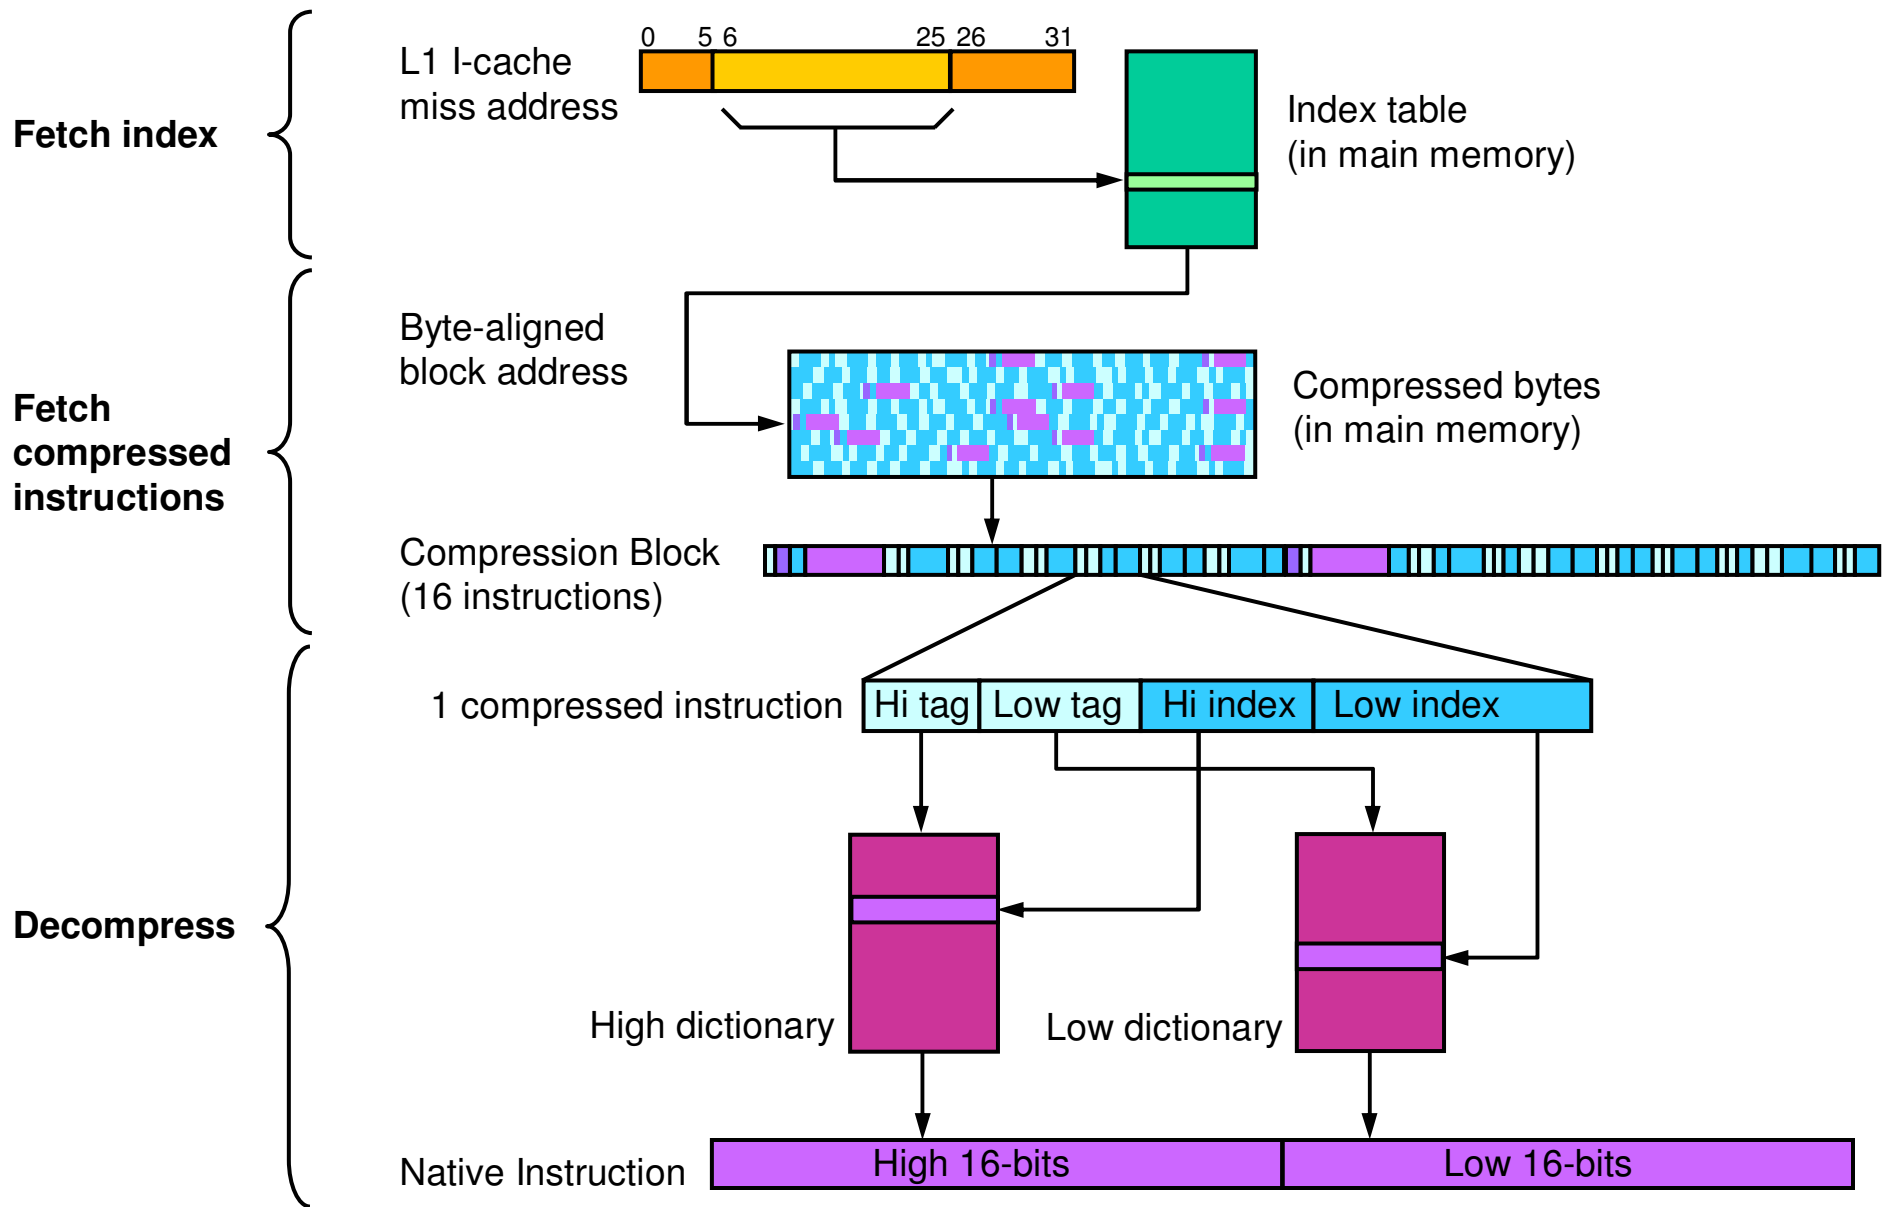 0 5 6 25 26 31
L1 I-cache
miss address
Fetch index
Index table
(in main memory)
Byte-aligned
block address
Fetch
compressed
instructions
Compressed bytes
(in main memory)
Compression Block
(16 instructions)
1 compressed instruction
Hi tag
Low tag
Hi index
Low index
Decompress
High dictionary
Low dictionary
Native Instruction
High 16-bits
Low 16-bits